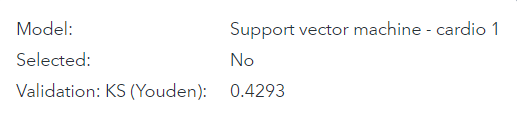 Model: Support vector machine - cardio 1
Selected: No
Validation: KS (Youden): 0.4293